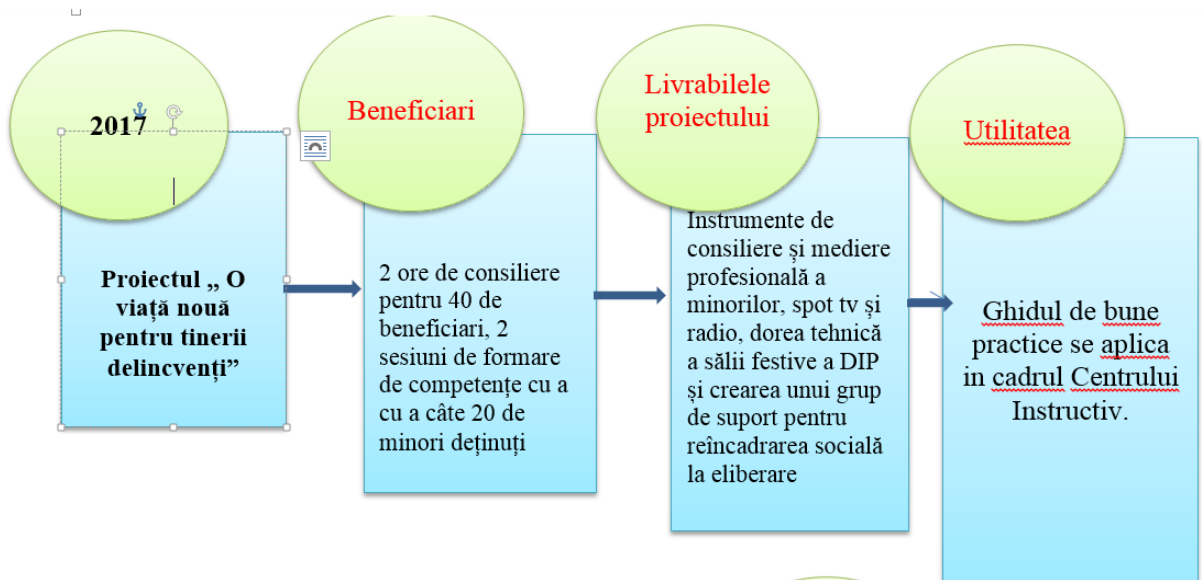 2017
Proiectul „ O
viață nouă
pentru tinerii
delincvenți”
Beneficiari
2 ore de consiliere
pentru 40 de
beneficiari, 2
sesiuni de formare
de competențe cu a
cu a câte 20 de
minori deținuți
Livrabilele
proiectului
Instrumente de
consiliere și mediere
profesională a
minorilor, spot tv și
radio, dorea tehnică
a sălii festive a DIP
și crearea unui grup
de suport pentru
reîncadrarea socială
la eliberare
Utilitatea
Ghidul de bune
practice se aplica
in cadrul Centrului
Instructiv.